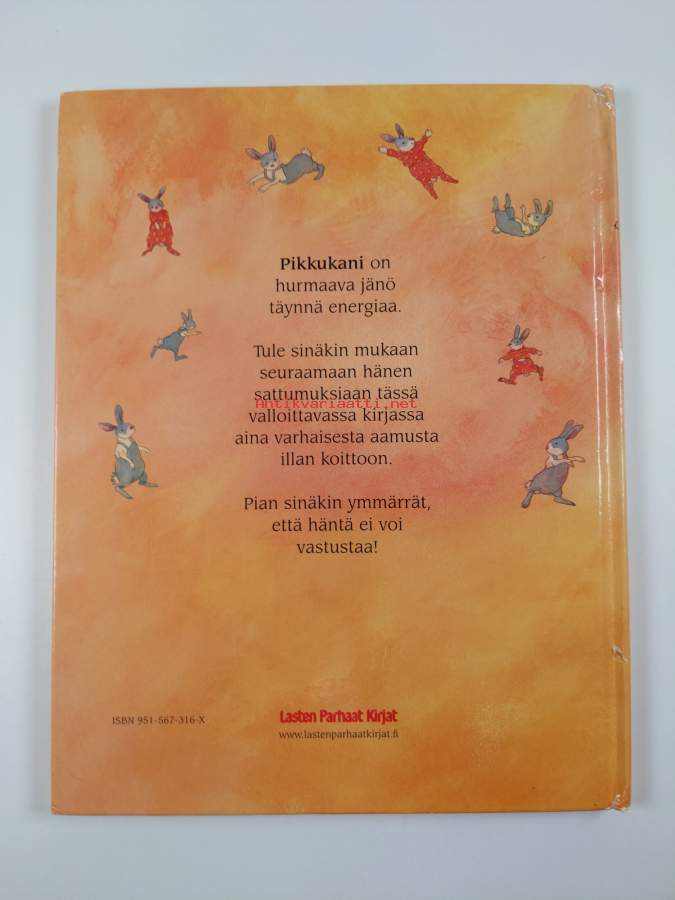 Pikkukani on
hurmaava jänö
täynnä energiaa.
Tule sinäkin mukaan
seuraamaan hänen
sattumuksiaan tässä
Antikvariaatti.net
valloittavassa kirjassa
aina varhaisesta aamusta
illan koittoon.
Pian sinäkin ymmärrät,
että häntä ei voi
vastustaa!
ISBN 951-567-316-X
Lasten Parhaat Kirjat
www.lastenparhaatkirjat.fi